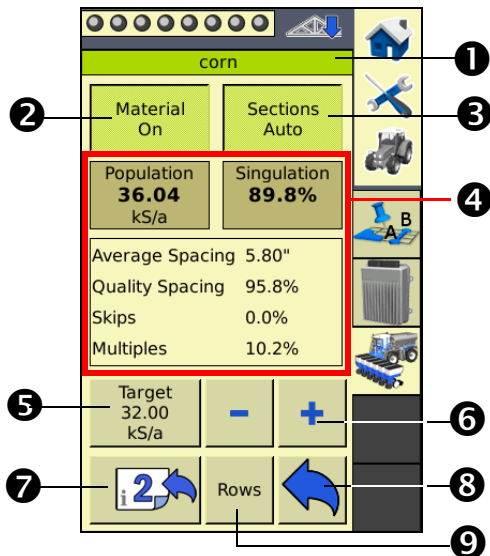 corn
1
2
Material
On
Sections
Auto
3
Population
36.04
kS/a
Singulation
89.8%
4
Average Spacing 5.80"
Quality Spacing 95.8%
Skips 0.0%
Multiples 10.2%
A B
5
Target
32.00
kS/a
-
+
6
7
2
Rows
8
9